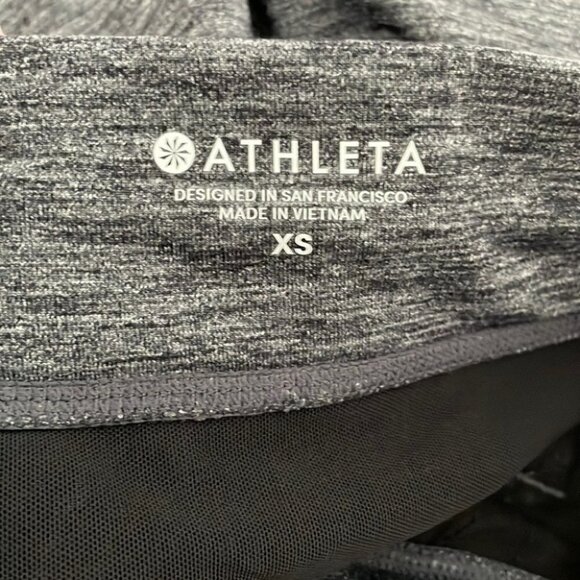 ATHLETA
DESIGNED IN SAN FRANCISCO
MADE IN VIETNAM
XS